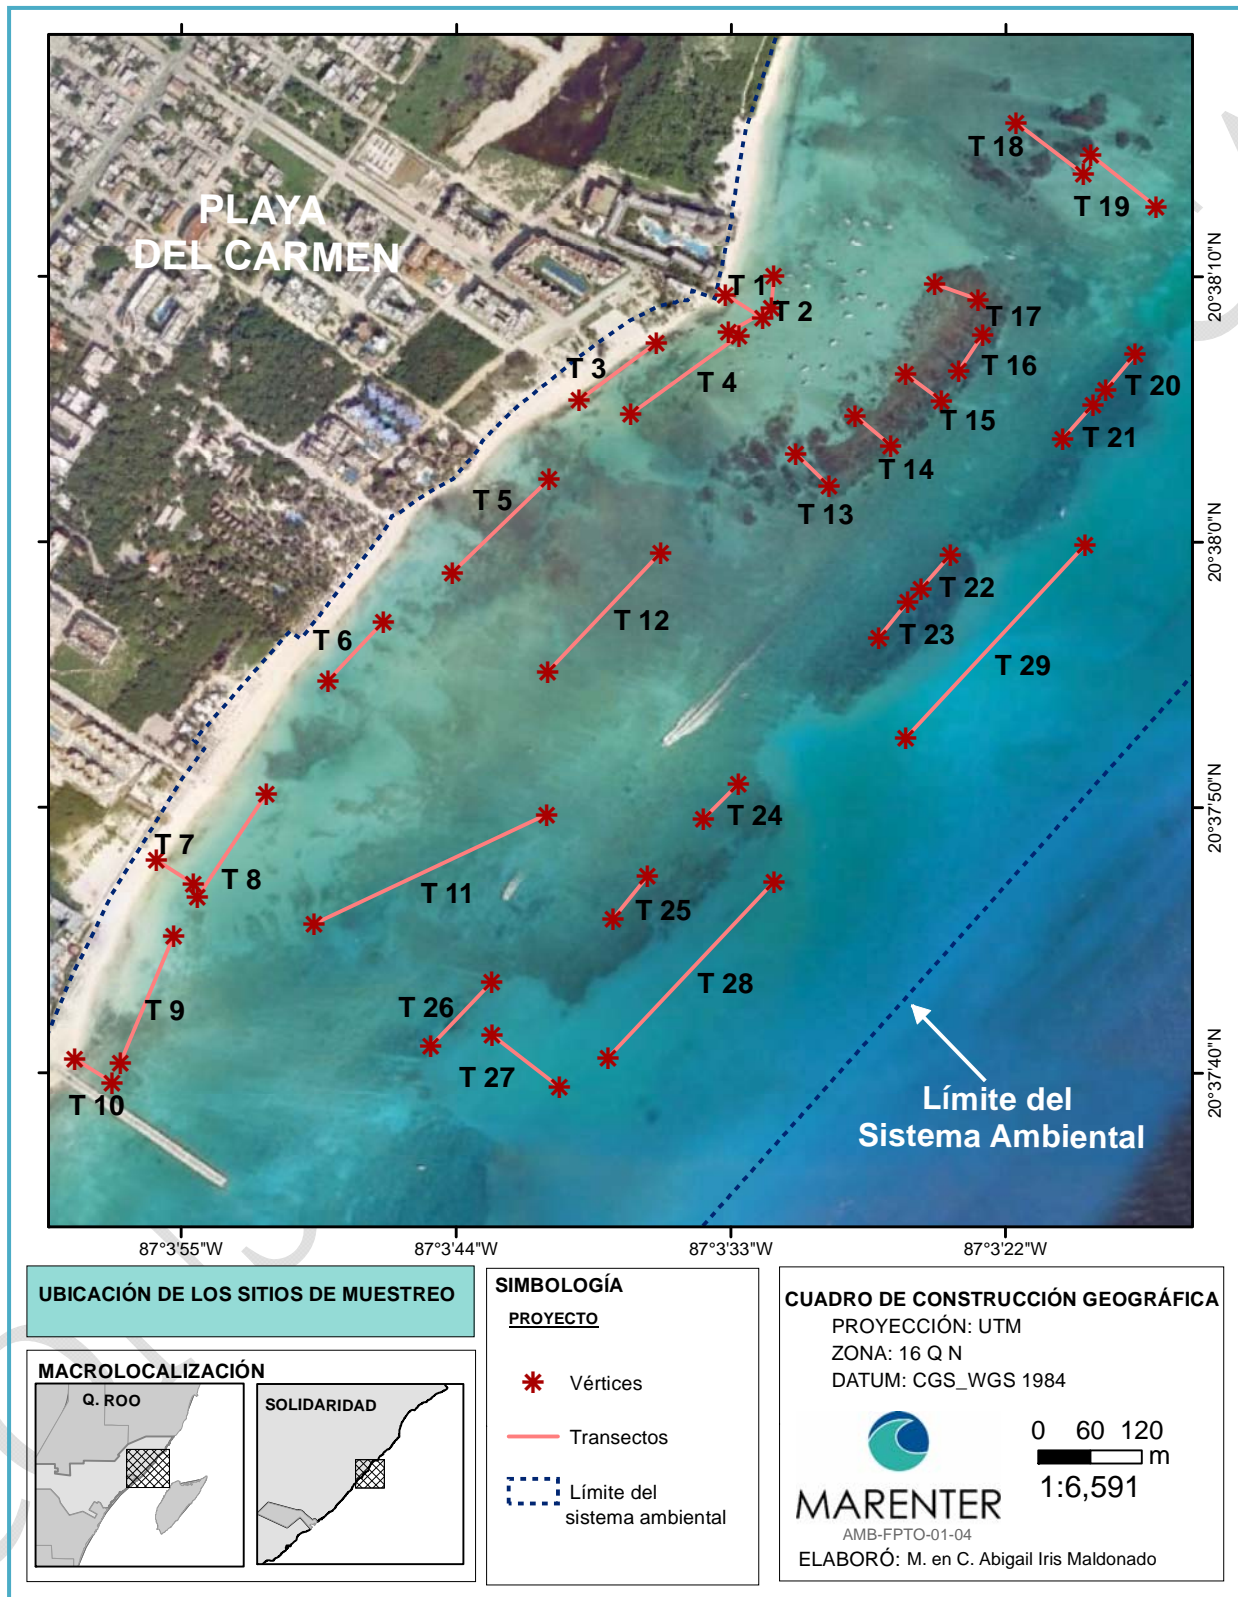 PLAYA
DEL CARMEN
T 18
T 19
T 1
T 2
T 17
T 3
T 4
T 16
T 20
T 15
T 21
T 14
T 5
T 13
T 22
T 12
T 6
T 23
T 29
T 24
T 7
T 8
T 11
T 25
T 28
T 9
T 26
T 27
T 10
Límite del
Sistema Ambiental
20°38'10"N
20°38'0"N
20°37'50"N
20°37'40"N
87°3'55"W
87°3'44"W
87°3'33"W
87°3'22"W
UBICACIÓN DE LOS SITIOS DE MUESTREO
MACROLOCALIZACIÓN
Q. ROO
SOLIDARIDAD
SIMBOLOGÍA
PROYECTO
Vértices
Transectos
Límite del
sistema ambiental
CUADRO DE CONSTRUCCIÓN GEOGRÁFICA
PROYECCIÓN: UTM
ZONA: 16 Q N
DATUM: CGS_WGS 1984
0 60 120
m
1:6,591
MARENTER
AMB-FPTO-01-04
ELABORÓ: M. en C. Abigail Iris Maldonado